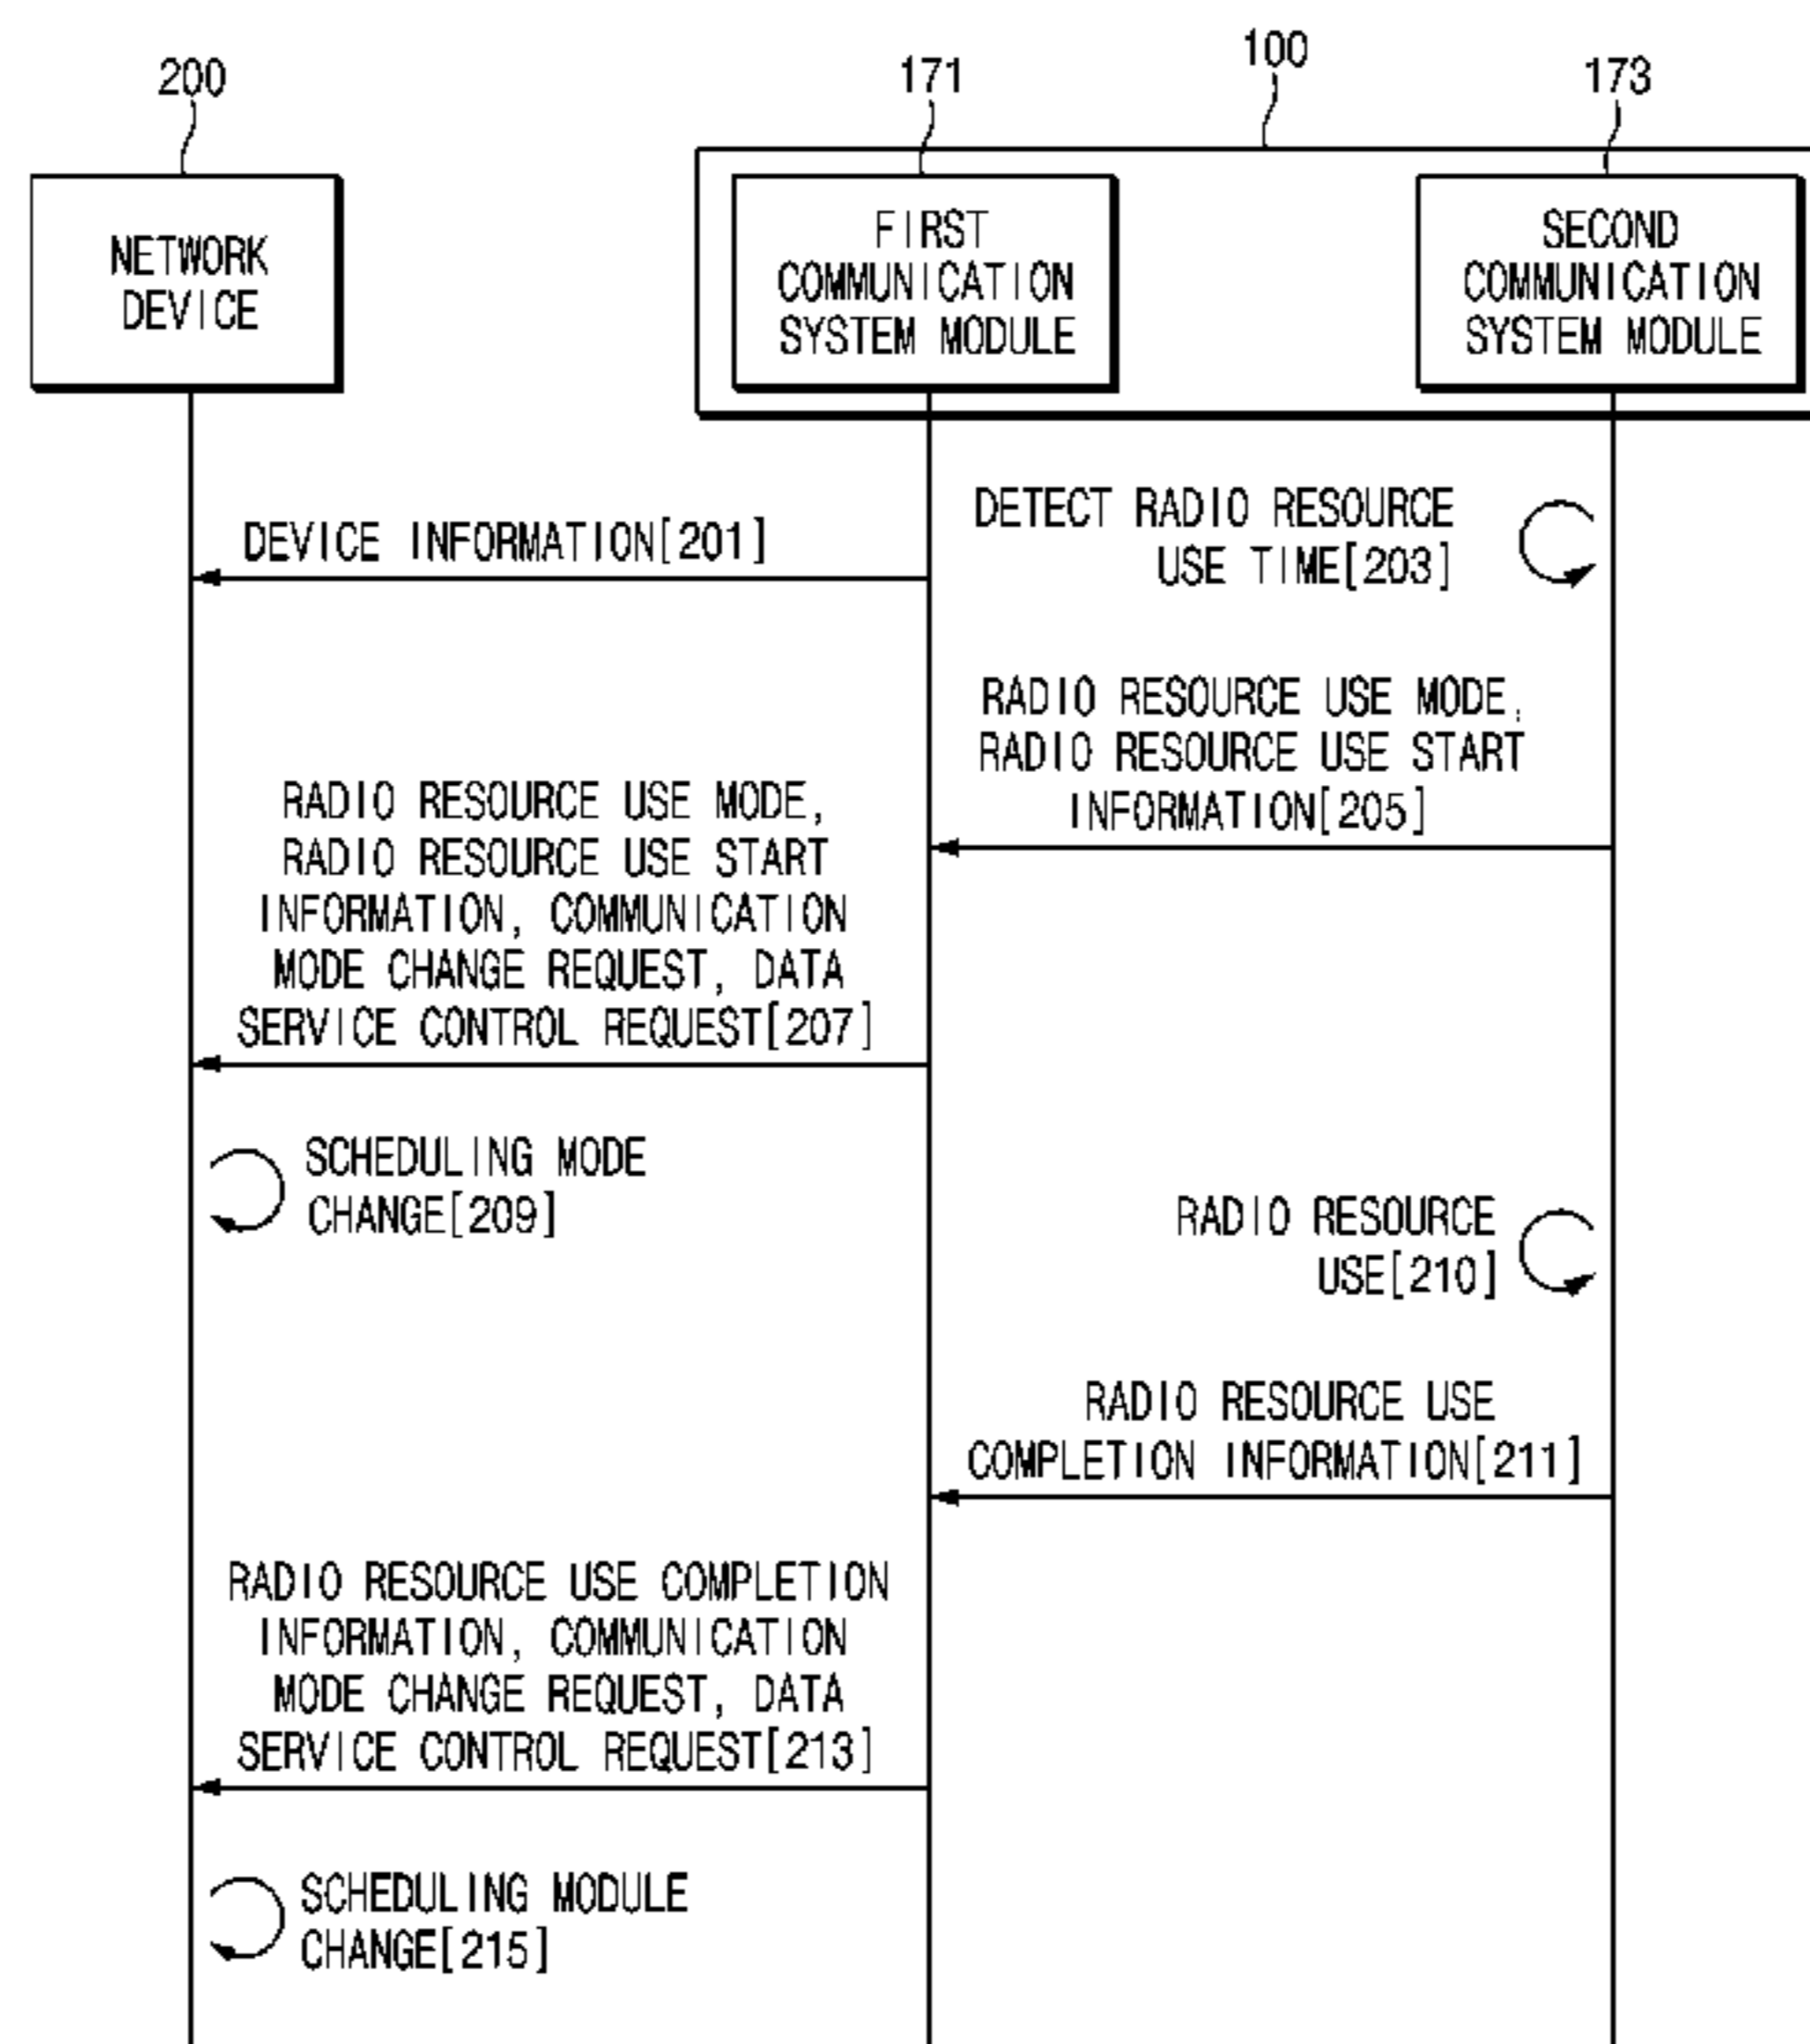 200
171
100
173
NETWORK
DEVICE
FIRST
COMMUNICATION
SYSTEM MODULE
SECOND
COMMUNICATION
SYSTEM MODULE
DEVICE INFORMATION[201]
DETECT RADIO RESOURCE
USE TIME[203]
RADIO RESOURCE USE MODE,
RADIO RESOURCE USE START
INFORMATION[205]
RADIO RESOURCE USE MODE,
RADIO RESOURCE USE START
INFORMATION, COMMUNICATION
MODE CHANGE REQUEST, DATA
SERVICE CONTROL REQUEST[207]
SCHEDULING MODE
CHANGE[209]
RADIO RESOURCE
USE[210]
RADIO RESOURCE USE
COMPLETION INFORMATION[211]
RADIO RESOURCE USE COMPLETION
INFORMATION, COMMUNICATION
MODE CHANGE REQUEST, DATA
SERVICE CONTROL REQUEST[213]
SCHEDULING MODULE
CHANGE[215]